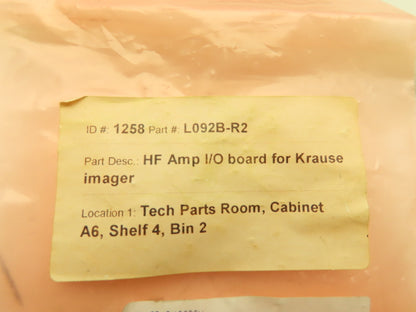 ID #: 1258 Part #: L092B-R2
Part Desc.: HF Amp I/O board for Krause
imager
Location 1: Tech Parts Room, Cabinet
A6, Shelf 4, Bin 2